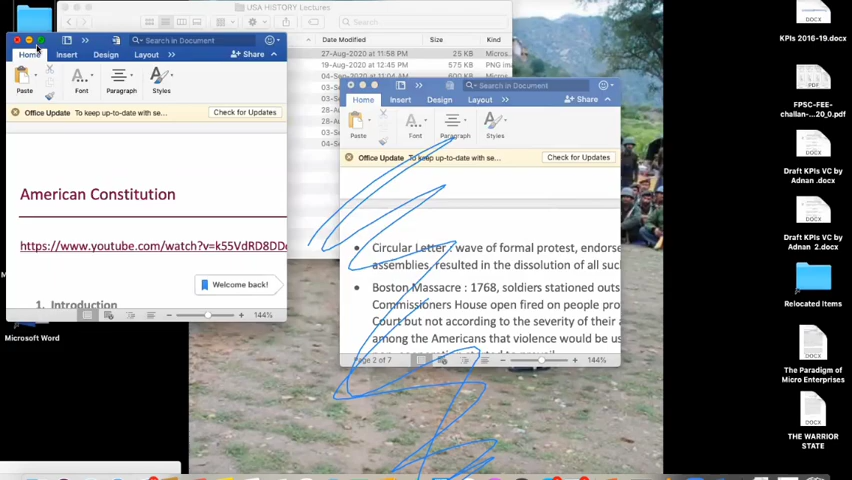 USA HISTORY Lectures
Search
Date
Size
Kind
27-Aug-2020 at 11:58 PM 25 KB Micros
19-Aug-2020 at 12:45 PM 575 KB PNG im
Search in Document
Home Insert Design Layout Share
Paste Font Paragraph Styles
Office Update To keep up-to-date with se... Check for Updates
American Constitution
https://www.youtube.com/watch?v=k55VdRD8DD
Welcome back!
1. Introduction
144%
Microsoft Word
Search in Document
Home Insert Design Layout Share
Paste Font Paragraph Styles
Office Update To keep up-to-date with se... Check for Updates
Circular Letter : wave of formal protest, endorse
assemblies, resulted in the dissolution of all suc
Boston Massacre : 1768, soldiers stationed outs
Commissioners House open fired on people pro
Court but not according to the severity of their
among the Americans that violence would be us
Page 2 of 7
144%
DOCX
KPIs 2016-19.docx
FPSC-FEE-
challan-...20_0.pdf
DOCX
Draft KPIs VC by
Adnan .docx
DOCX
Draft KPIs VC by
Adnan 2.docx
Relocated Items
DOCX
The Paradigm of
Micro Enterprises
DOCX
THE WARRIOR
STATE